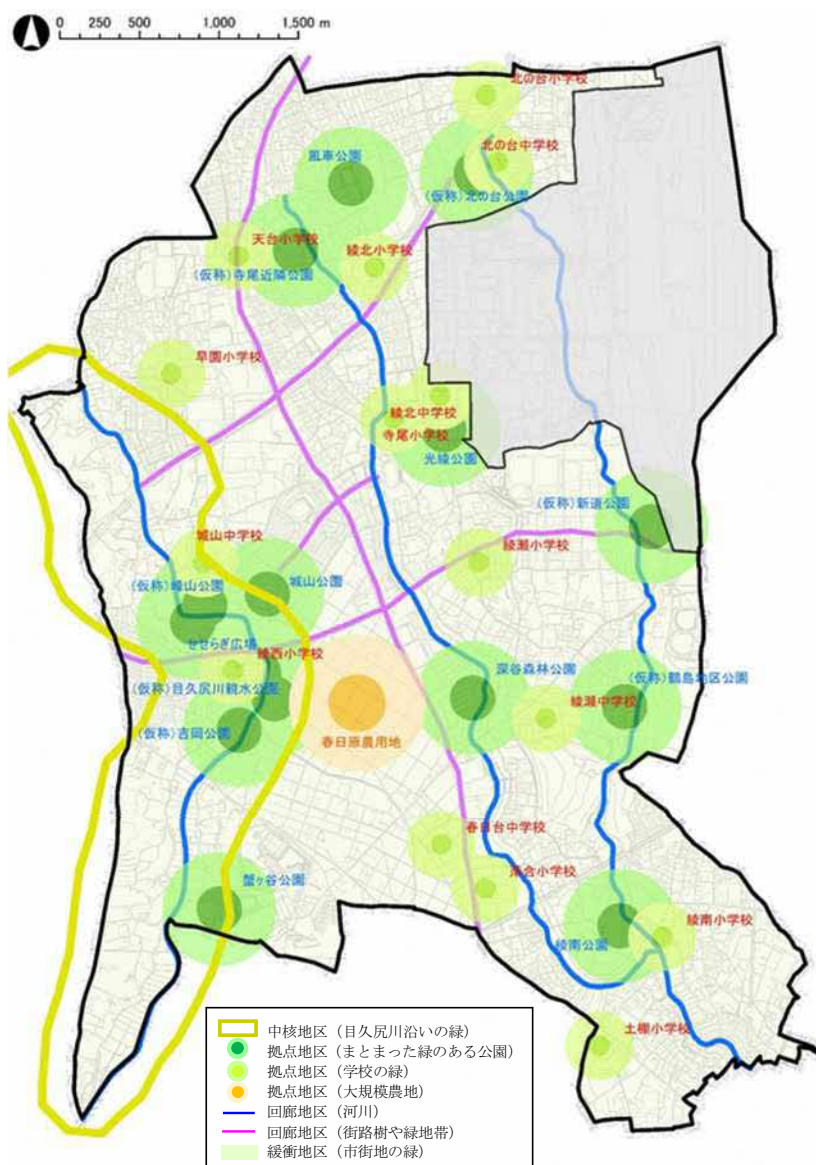 0 250 500 1,000 1,500 m
北の台小学校
北の台中学校
風車公園
(仮称)北の台公園
天台小学校
綾北小学校
(仮称)寺尾近隣公園
早園小学校
綾北中学校
寺尾小学校
光綾公園
(仮称)新道公園
城山中学校
綾瀬小学校
(仮称)峰山公園
城山公園
せせらぎ広場
綾西小学校
深谷森林公園
(仮称)鶴島地区公園
(仮称)目久尻川親水公園
綾瀬中学校
(仮称)吉岡公園
春日原農用地
春日台中学校
落合小学校
蟹ヶ谷公園
綾南小学校
綾南公園
土棚小学校
中核地区(目久尻川沿いの緑)
拠点地区(まとまった緑のある公園)
拠点地区(学校の緑)
拠点地区(大規模農地)
回廊地区(河川)
回廊地区(街路樹や緑地帯)
緩衝地区(市街地の緑)